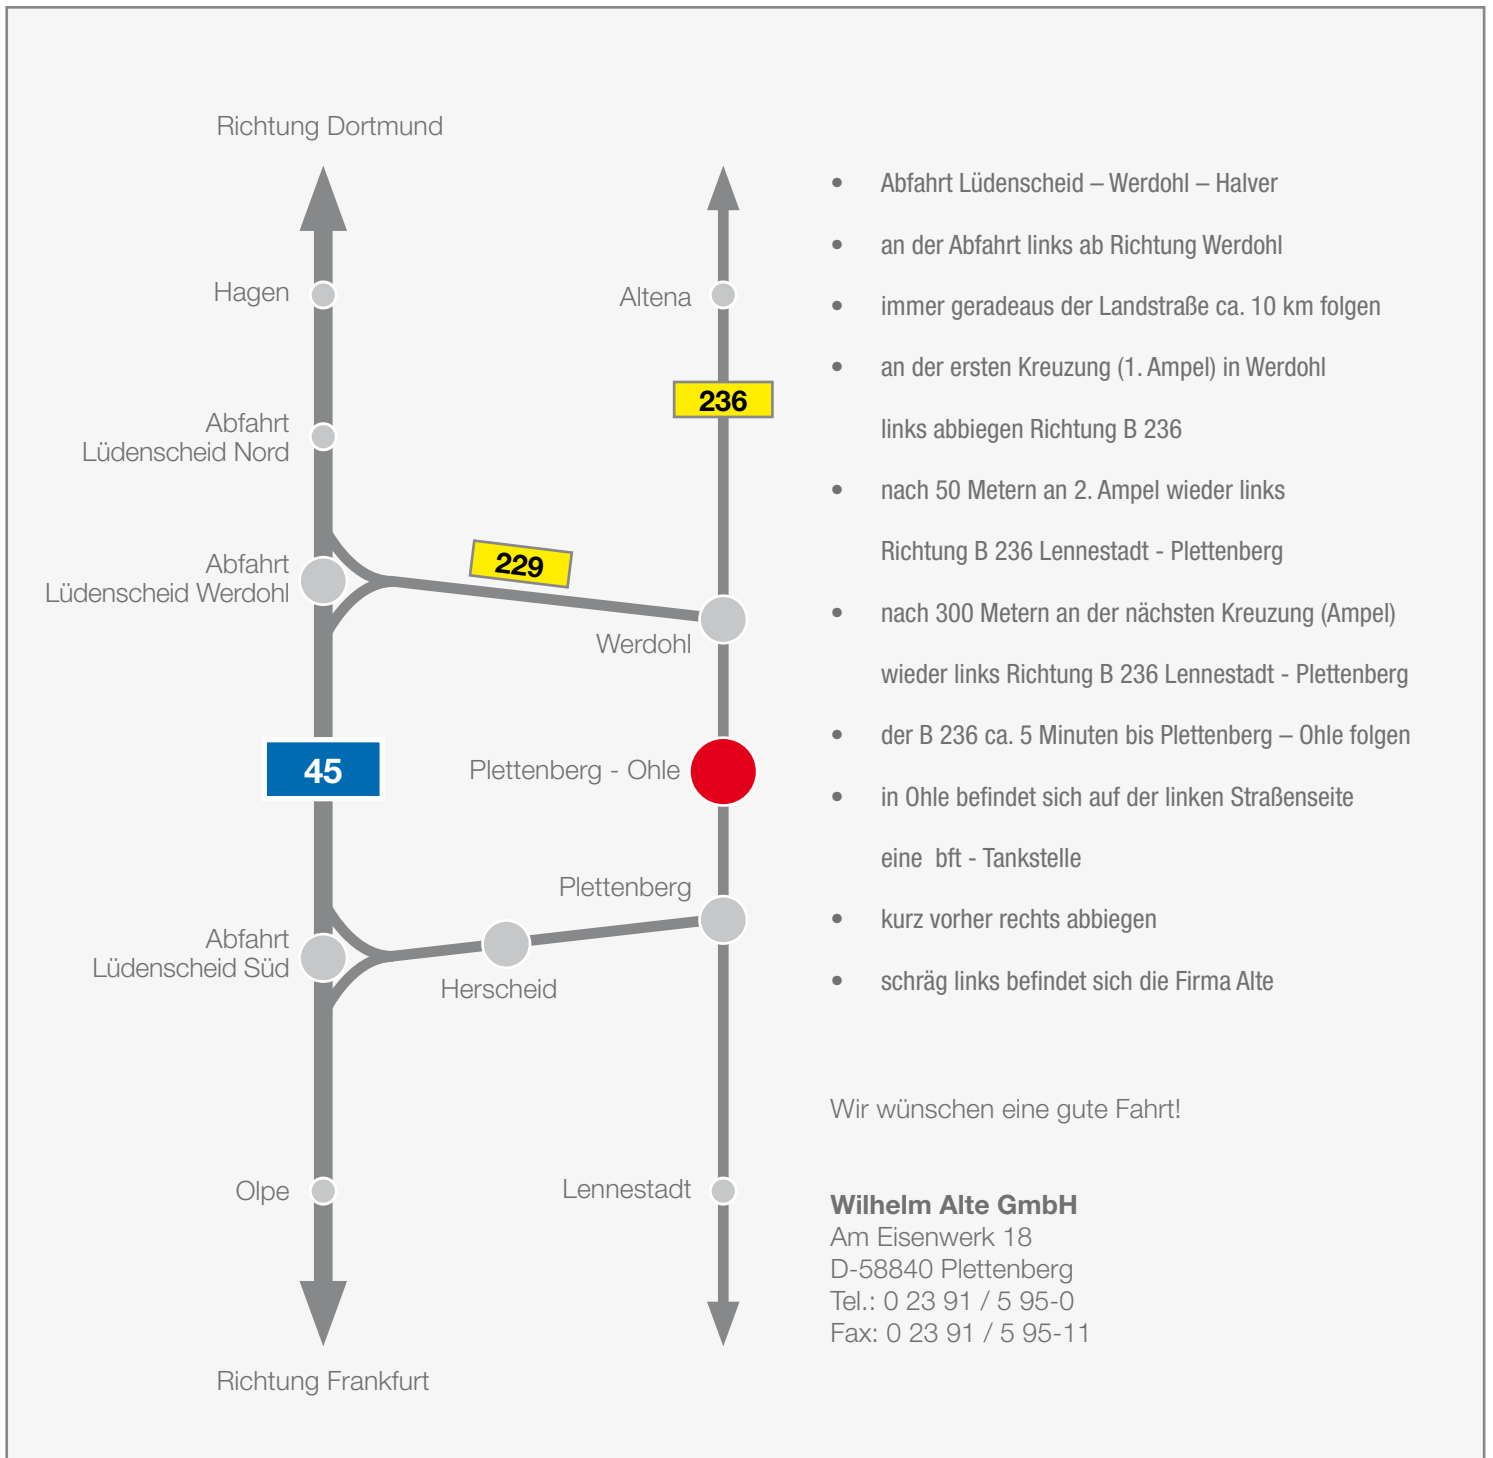 Richtung Dortmund
Hagen
Abfahrt
Lüdenscheid Nord
Abfahrt
Lüdenscheid Werdohl
45
Abfahrt
Lüdenscheid Süd
Olpe
Richtung Frankfurt
229
Herscheid
Altena
236
Werdohl
Plettenberg - Ohle
Plettenberg
Lennestadt
• Abfahrt Lüdenscheid – Werdohl – Halver
• an der Abfahrt links ab Richtung Werdohl
• immer geradeaus der Landstraße ca. 10 km folgen
• an der ersten Kreuzung (1. Ampel) in Werdohl
links abbiegen Richtung B 236
• nach 50 Metern an 2. Ampel wieder links
Richtung B 236 Lennestadt - Plettenberg
• nach 300 Metern an der nächsten Kreuzung (Ampel)
wieder links Richtung B 236 Lennestadt - Plettenberg
• der B 236 ca. 5 Minuten bis Plettenberg – Ohle folgen
• in Ohle befindet sich auf der linken Straßenseite
eine bft - Tankstelle
• kurz vorher rechts abbiegen
• schräg links befindet sich die Firma Alte
Wir wünschen eine gute Fahrt!
Wilhelm Alte GmbH
Am Eisenwerk 18
D-58840 Plettenberg
Tel.: 0 23 91 / 5 95-0
Fax: 0 23 91 / 5 95-11